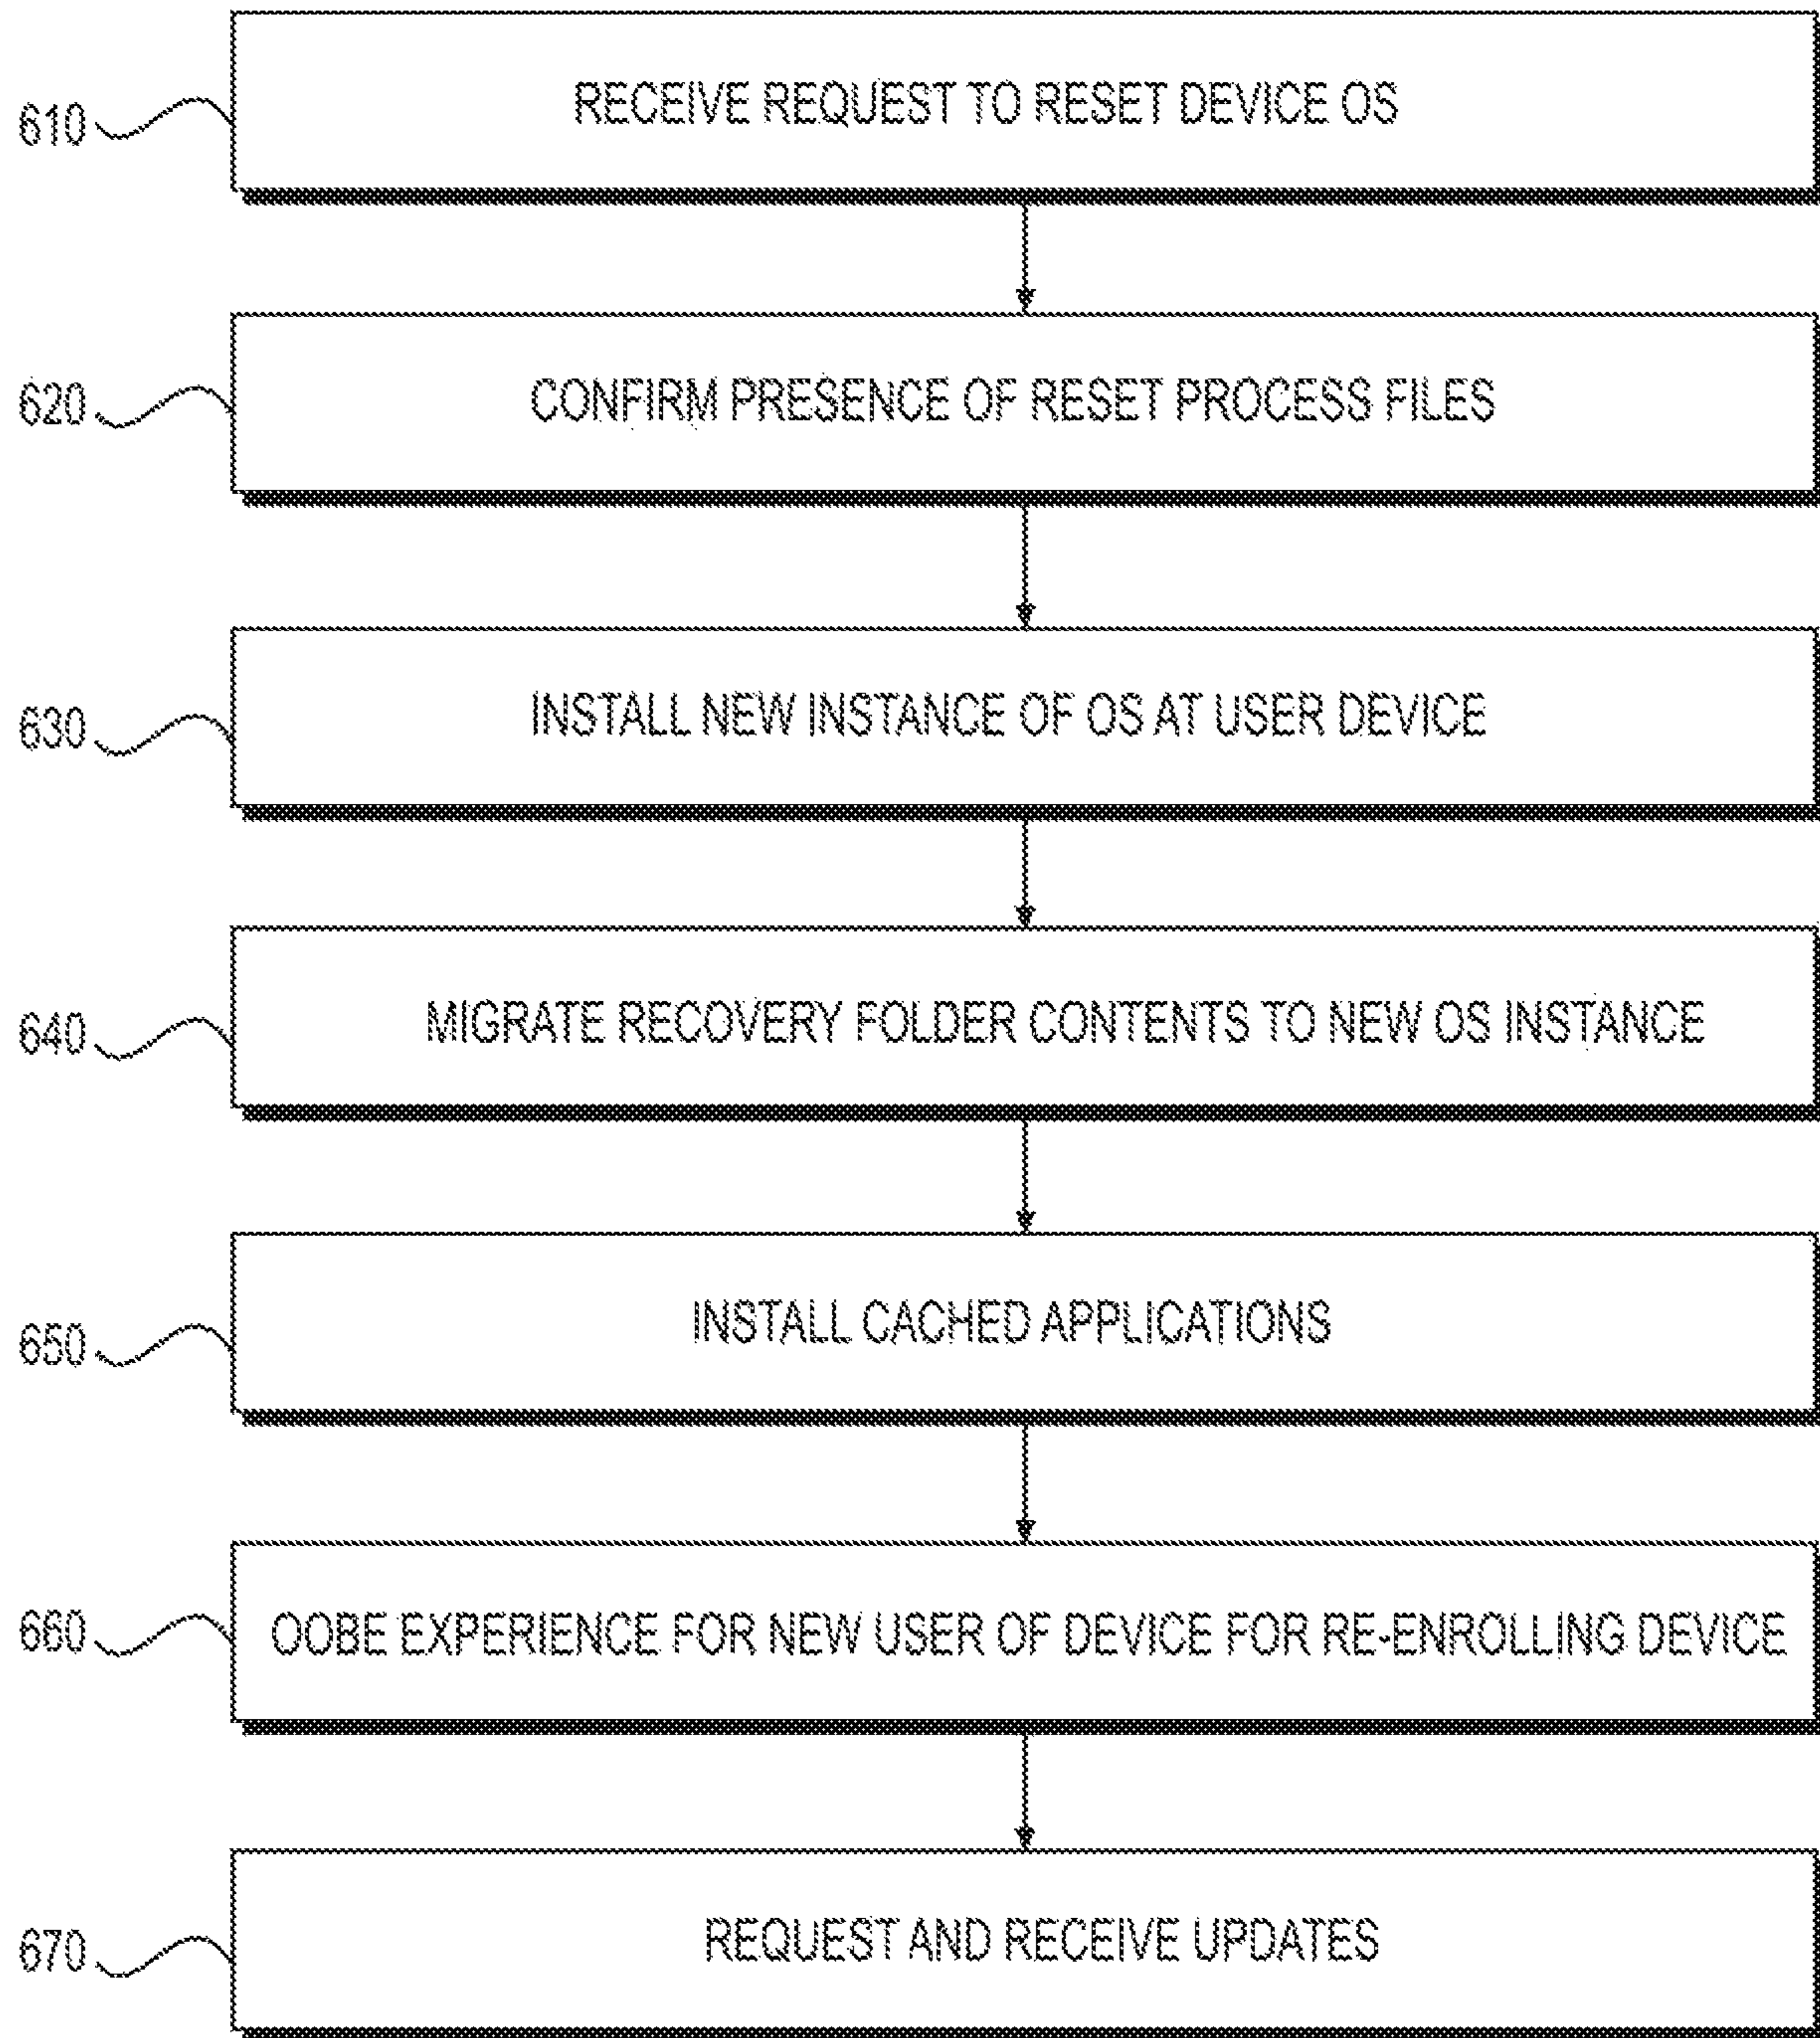 610 RECEIVE REQUEST TO RESET DEVICE OS
620 CONFIRM PRESENCE OF RESET PROCESS FILES
630 INSTALL NEW INSTANCE OF OS AT USER DEVICE
640 MIGRATE RECOVERY FOLDER CONTENTS TO NEW OS INSTANCE
650 INSTALL CACHED APPLICATIONS
660 OOBE EXPERIENCE FOR NEW USER OF DEVICE FOR RE-ENROLLING DEVICE
670 REQUEST AND RECEIVE UPDATES